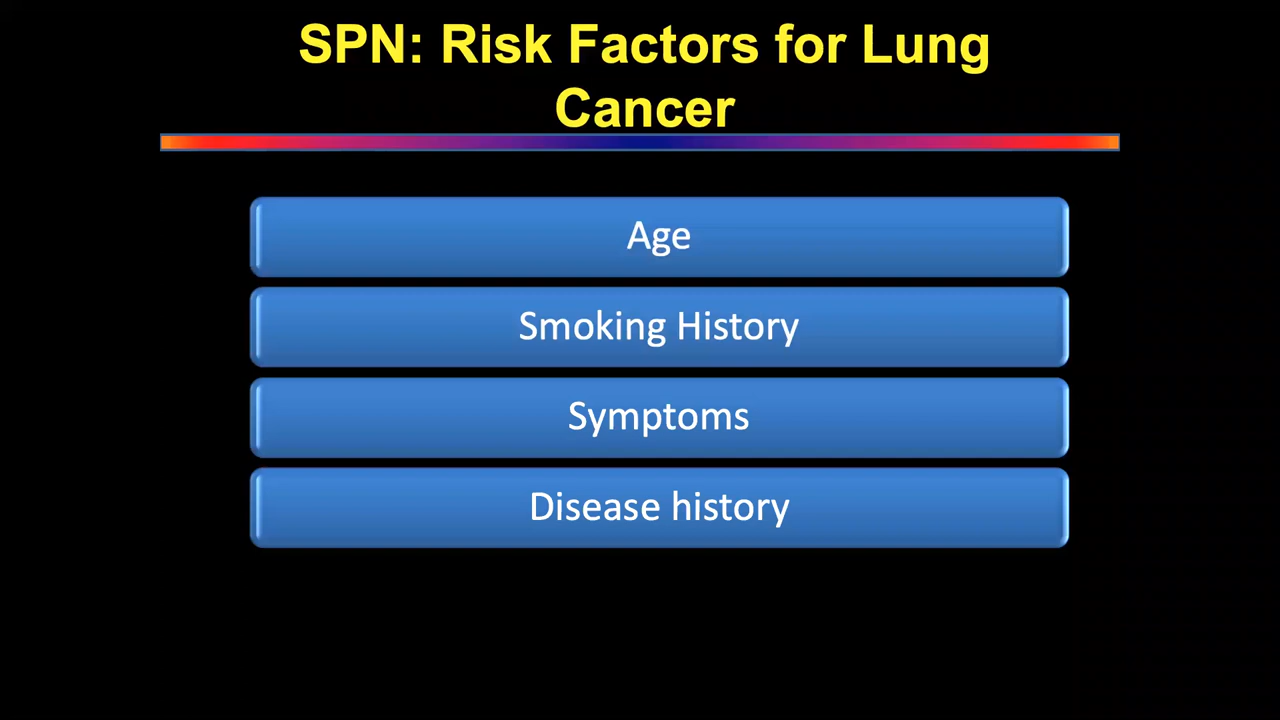 SPN: Risk Factors for Lung
Cancer
Age
Smoking History
Symptoms
Disease history